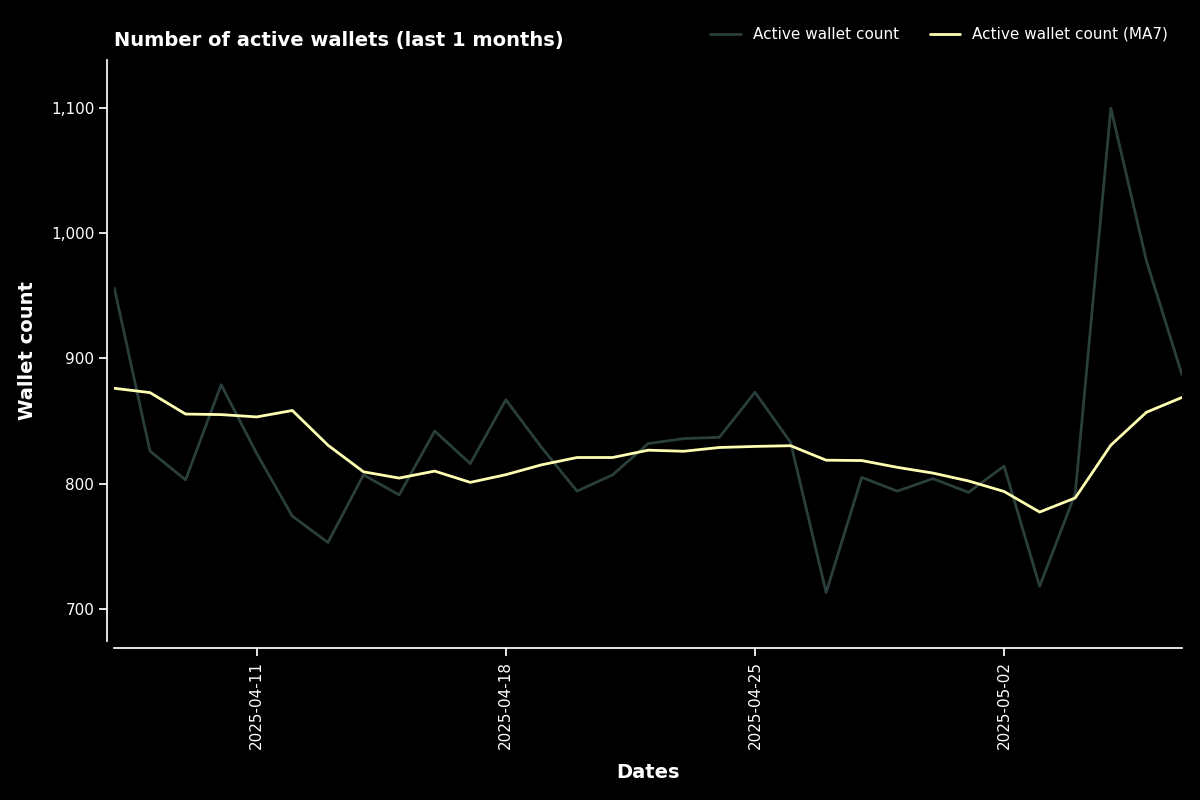 Number of active wallets (last 1 months)
Active wallet count
Active wallet count (MA7)
Wallet count
1,100
1,000
900
800
700
2025-04-11
2025-04-18
2025-04-25
2025-05-02
Dates